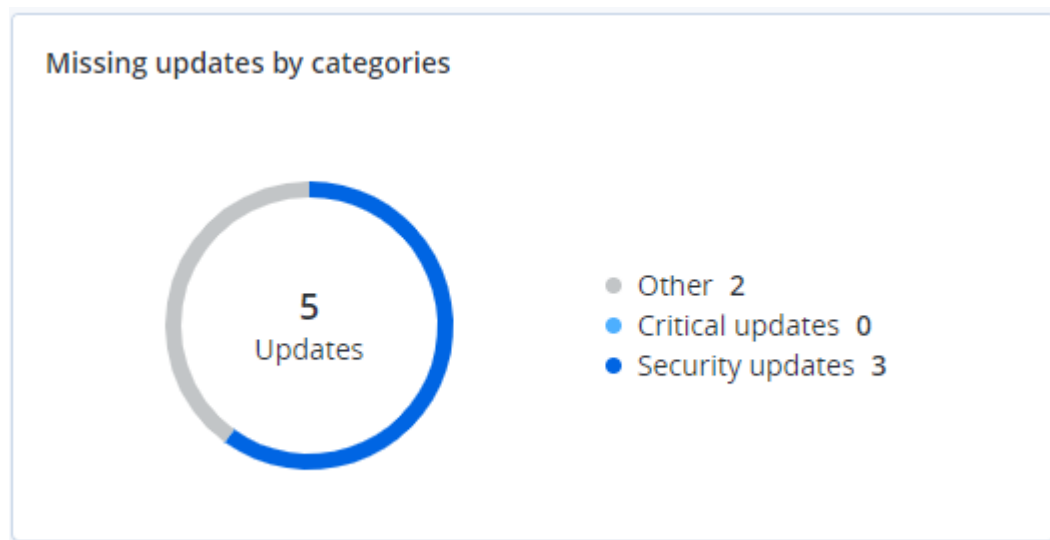 Missing updates by categories
5
Updates
Other 2
Critical updates 0
Security updates 3